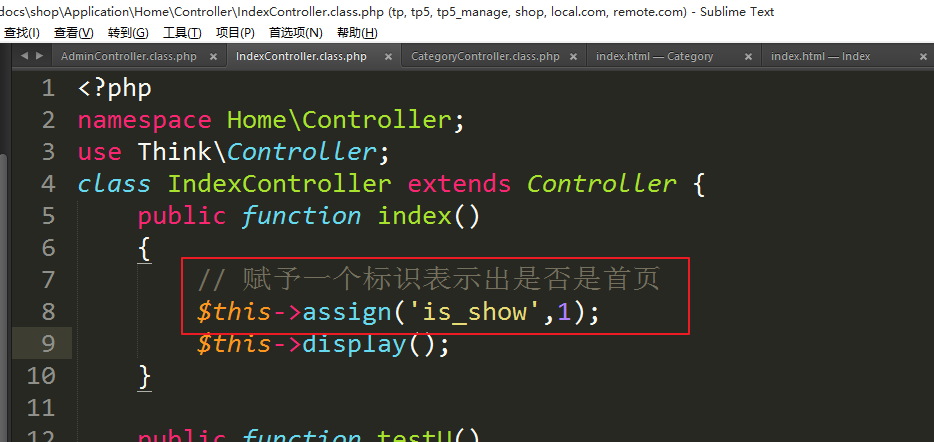 docs\shop\Application\Home\Controller\IndexController.class.php (tp, tp5, tp5_manage, shop, local.com, remote.com) - Sublime Text
查找(I) 查看(V) 转到(G) 工具(T) 项目(P) 首选项(N) 帮助(H)
AdminController.class.php × IndexController.class.php × CategoryController.class.php × index.html — Category × index.html — Index ×
1 <?php
2 namespace Home\Controller;
3 use Think\Controller;
4 class IndexController extends Controller {
5 public function index()
6 {
7 // 赋予一个标识表示出是否是首页
8 $this->assign('is_show',1);
9 $this->display();
10 }
11
12 public function testU()